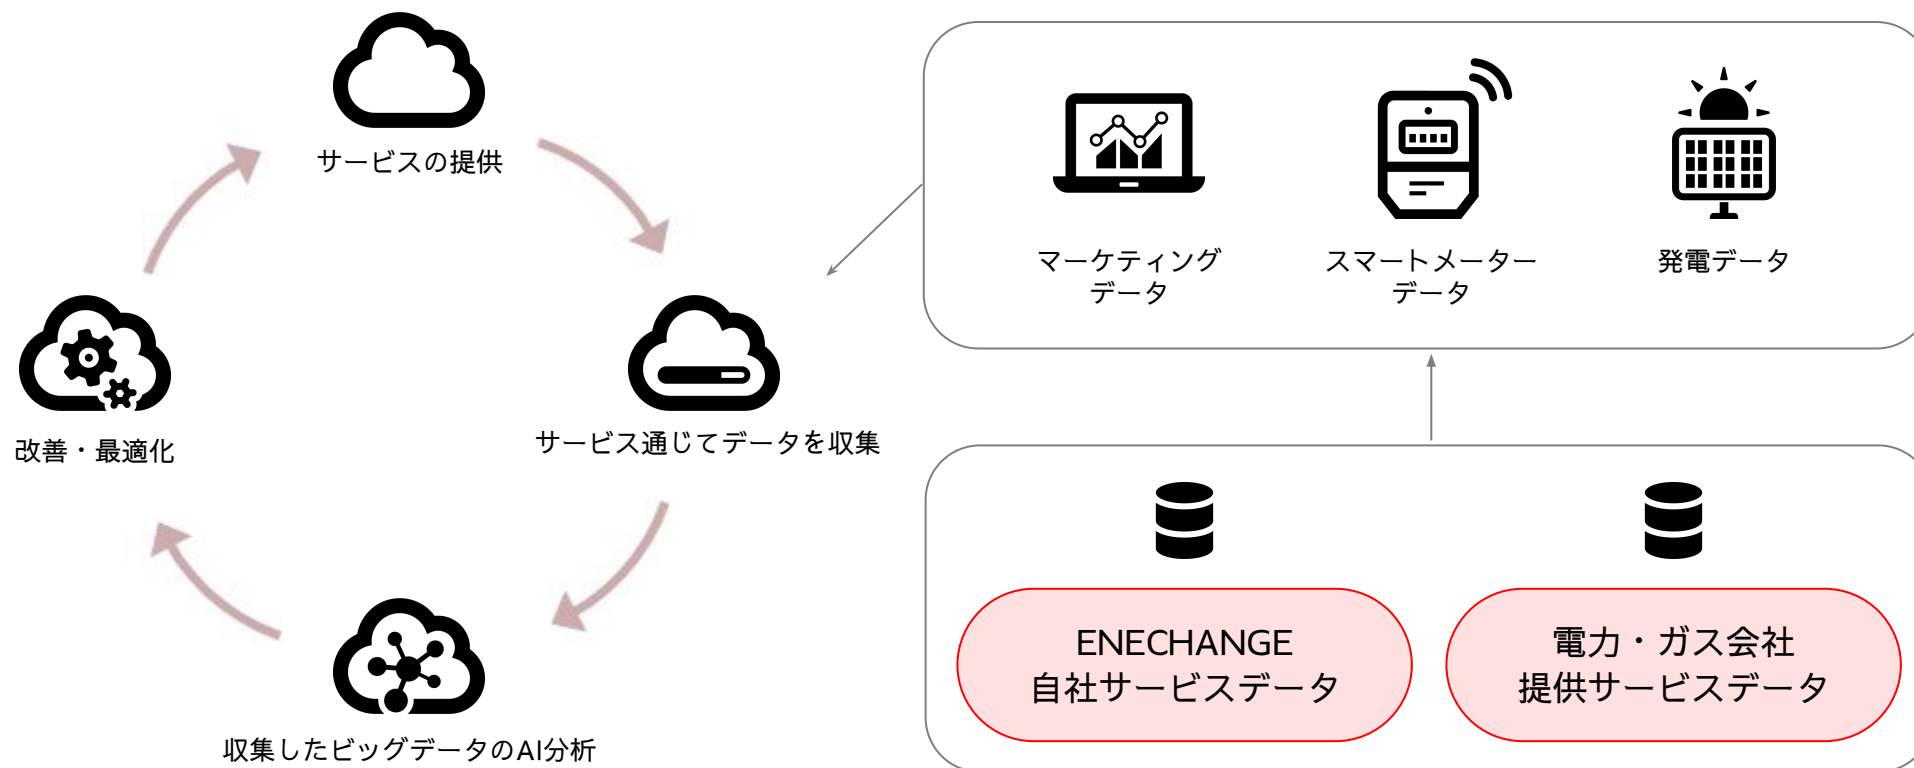 サービスの提供
サービス通じてデータを収集
収集したビッグデータのAI分析
改善・最適化
マーケティング
データ
スマートメーター
データ
発電データ
ENECHANGE
自社サービスデータ
電力・ガス会社
提供サービスデータ